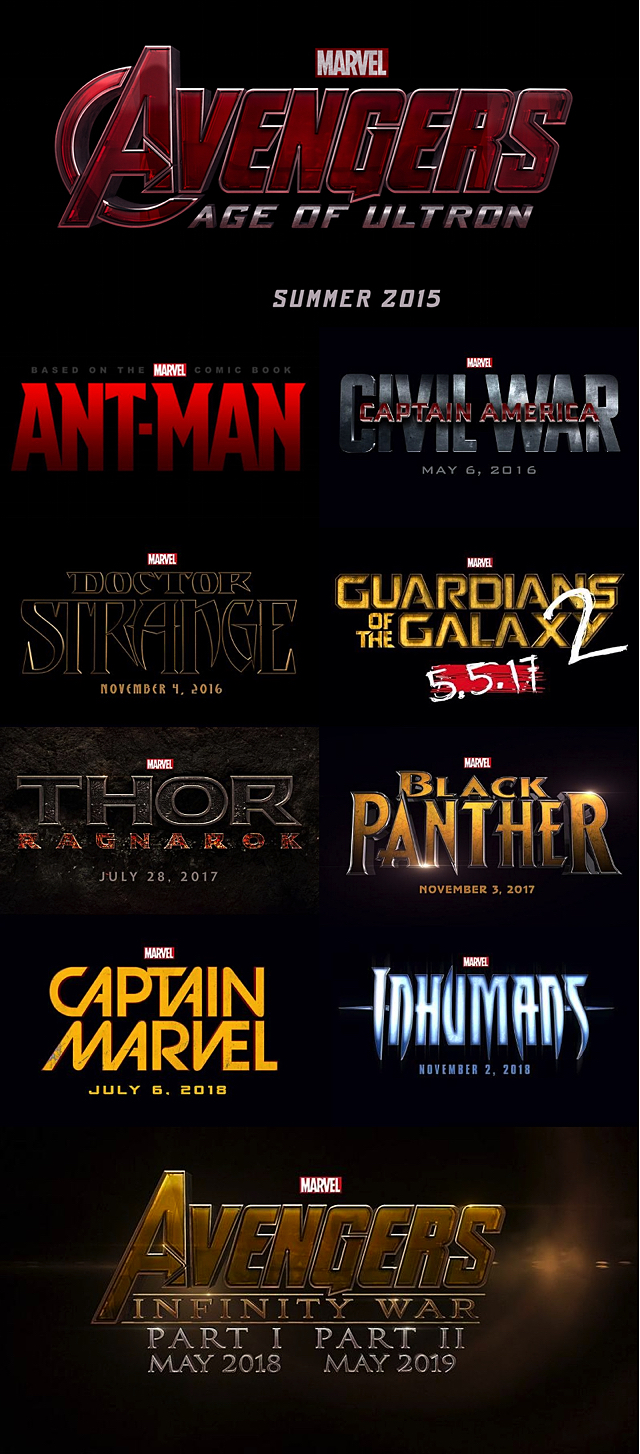 MARVEL
AVENGERS
AGE OF ULTRON
SUMMER 2015
BASED ON THE MARVEL COMIC BOOK
ANT-MAN
MARVEL
CIVIL WAR
CAPTAIN AMERICA
MAY 6, 2016
MARVEL
DOCTOR
STRANGE
NOVEMBER 4, 2016
MARVEL
GUARDIANS
OF THE GALAXY 2
5.5.17
MARVEL
THOR
RAGNAROK
JULY 28, 2017
MARVEL
BLACK
PANTHER
NOVEMBER 3, 2017
MARVEL
CAPTAIN
MARVEL
JULY 6, 2018
MARVEL
INHUMANS
NOVEMBER 2, 2018
MARVEL
AVENGERS
INFINITY WAR
PART I PART II
MAY 2018 MAY 2019